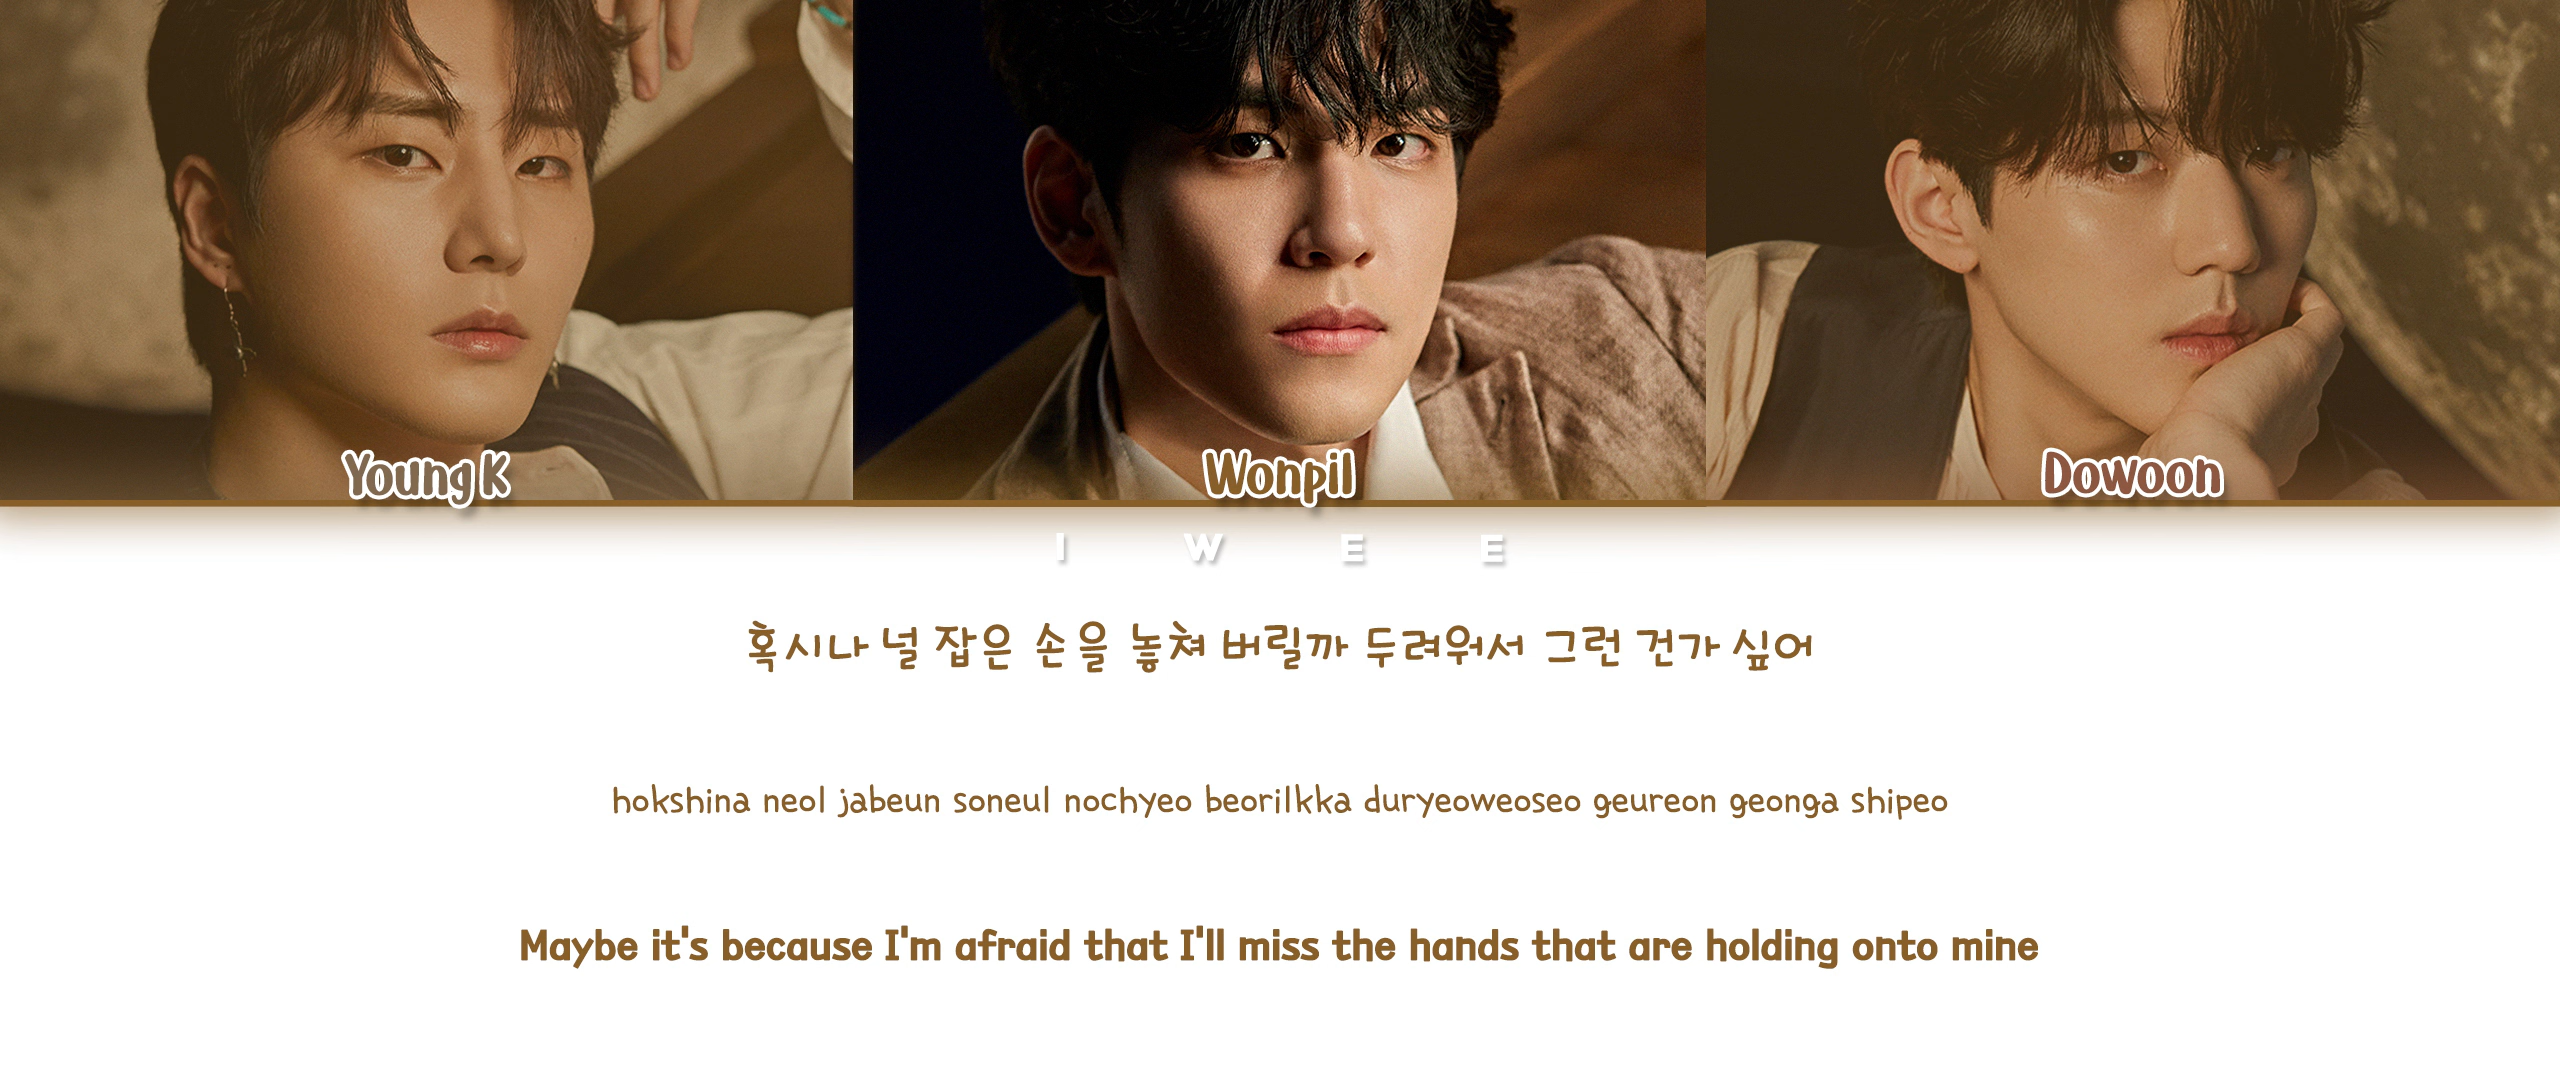 Young K Wonpil Dowoon
I W E E
혹시나 널 잡은 손을 놓쳐 버릴까 두려워서 그런 건가 싶어
hokshina neol jabeun soneul nochyeo beorilkka duryeoweoseo geureon geonga shipeo
Maybe it's because I'm afraid that I'll miss the hands that are holding onto mine